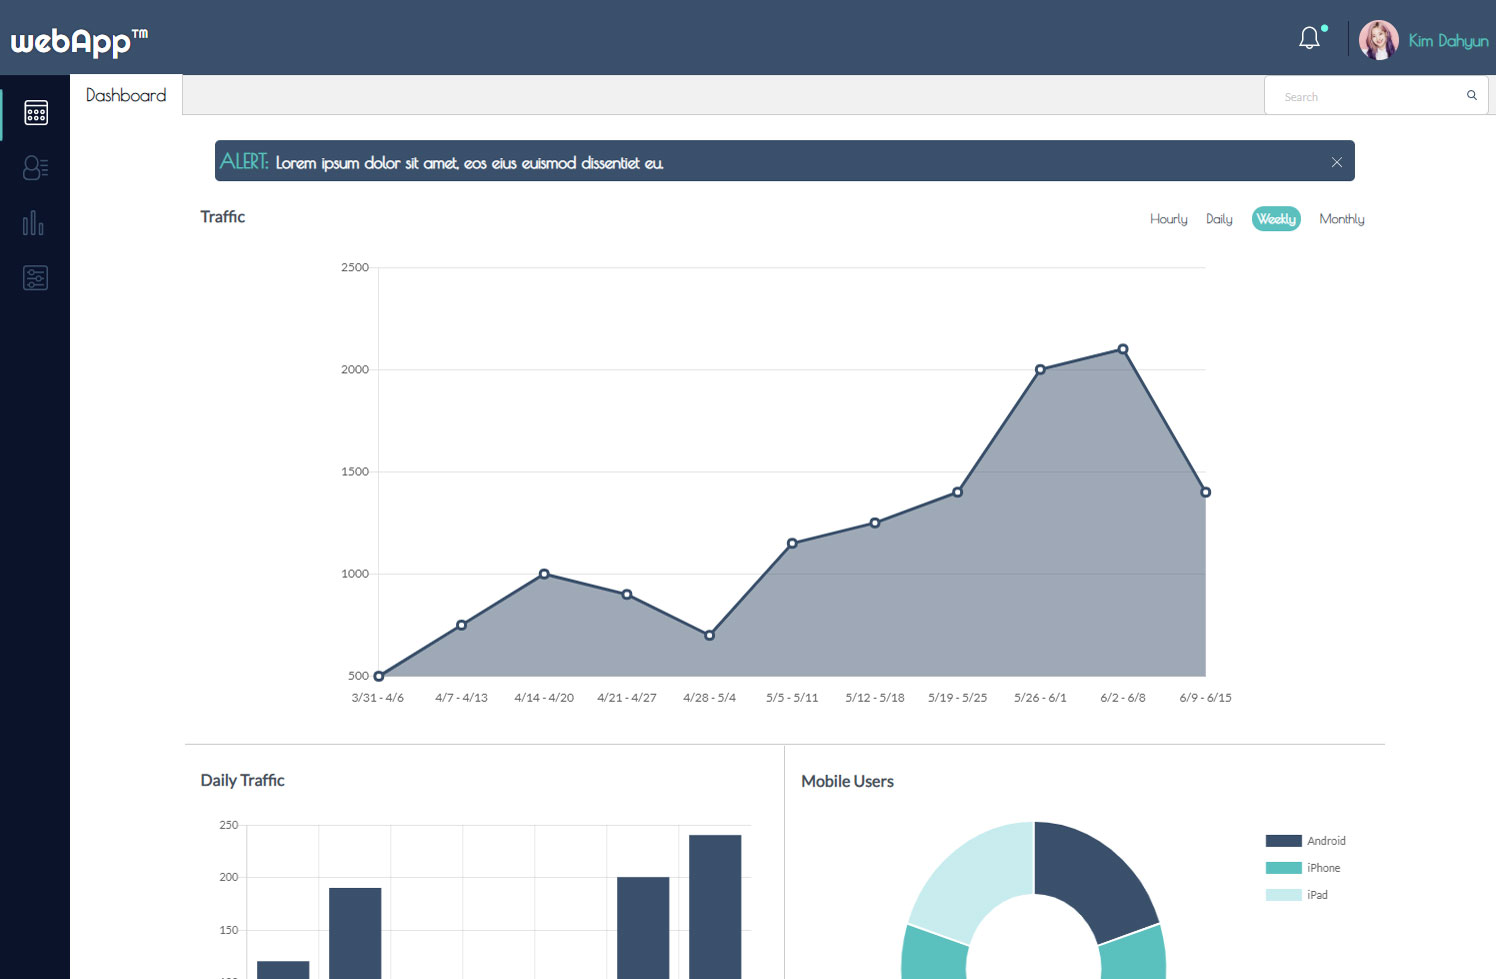 webApp™
Kim Dahyun
Dashboard
Search
ALERT: Lorem ipsum dolor sit amet, eos eius euismod dissentiet eu.
Traffic
Hourly Daily Weekly Monthly
2500
2000
1500
1000
500
3/31 - 4/6 4/7 - 4/13 4/14 - 4/20 4/21 - 4/27 4/28 - 5/4 5/5 - 5/11 5/12 - 5/18 5/19 - 5/25 5/26 - 6/1 6/2 - 6/8 6/9 - 6/15
Daily Traffic
250
200
150
Mobile Users
Android
iPhone
iPad